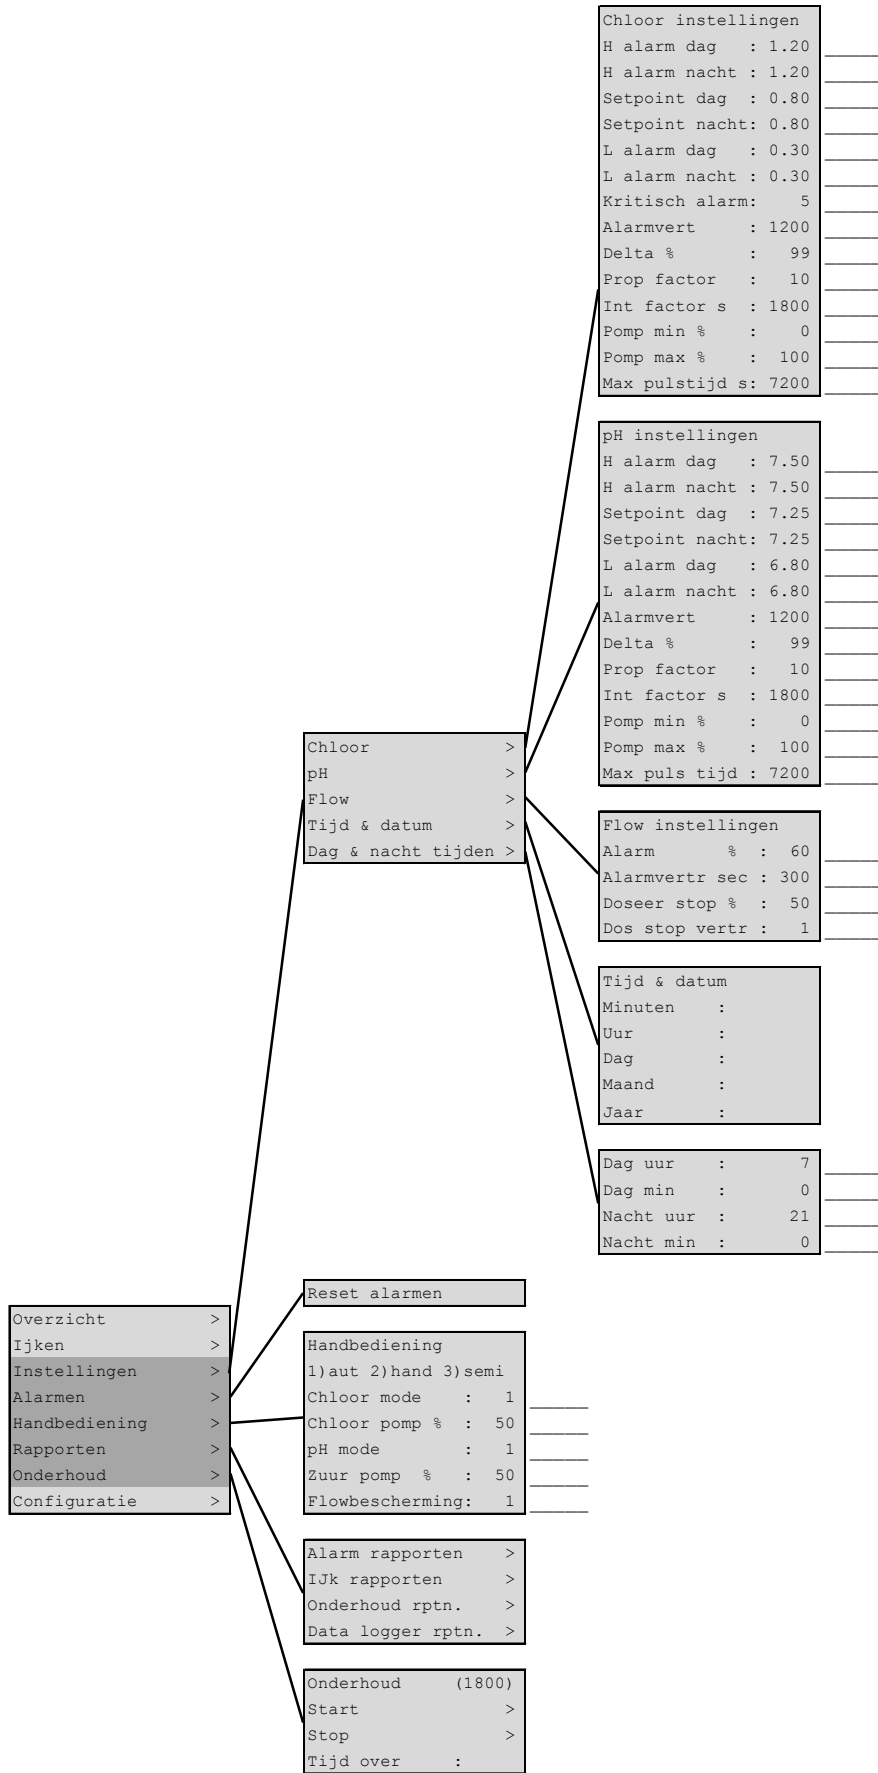 Chloor instellingen
H alarm dag   : 1.20
H alarm nacht : 1.20
Setpoint dag  : 0.80
Setpoint nacht: 0.80
L alarm dag   : 0.30
L alarm nacht : 0.30
Kritisch alarm:    5
Alarmvert     : 1200
Delta %       :   99
Prop factor   :   10
Int factor s  : 1800
Pomp min %    :    0
Pomp max %    :  100
Max pulstijd s: 7200
pH instellingen
H alarm dag   : 7.50
H alarm nacht : 7.50
Setpoint dag  : 7.25
Setpoint nacht: 7.25
L alarm dag   : 6.80
L alarm nacht : 6.80
Alarmvert     : 1200
Delta %       :   99
Prop factor   :   10
Int factor s  : 1800
Pomp min %    :    0
Pomp max %    :  100
Max puls tijd : 7200
Chloor             >
pH                 >
Flow               >
Tijd & datum       >
Dag & nacht tijden >
Flow instellingen
Alarm       %  :  60
Alarmvertr sec : 300
Doseer stop %  :  50
Dos stop vertr :   1
Tijd & datum
Minuten    :
Uur        :
Dag        :
Maand      :
Jaar       :
Dag uur    :       7
Dag min    :       0
Nacht uur  :      21
Nacht min  :       0
Overzicht          >
Ijken              >
Instellingen       >
Alarmen            >
Handbediening      >
Rapporten          >
Onderhoud          >
Configuratie       >
Reset alarmen
Handbediening
1)aut 2)hand 3)semi
Chloor mode    :   1
Chloor pomp %  :  50
pH mode        :   1
Zuur pomp  %   :  50
Flowbescherming:   1
Alarm rapporten    >
IJk rapporten      >
Onderhoud rptn.    >
Data logger rptn.  >
Onderhoud     (1800)
Start              >
Stop               >
Tijd over     :